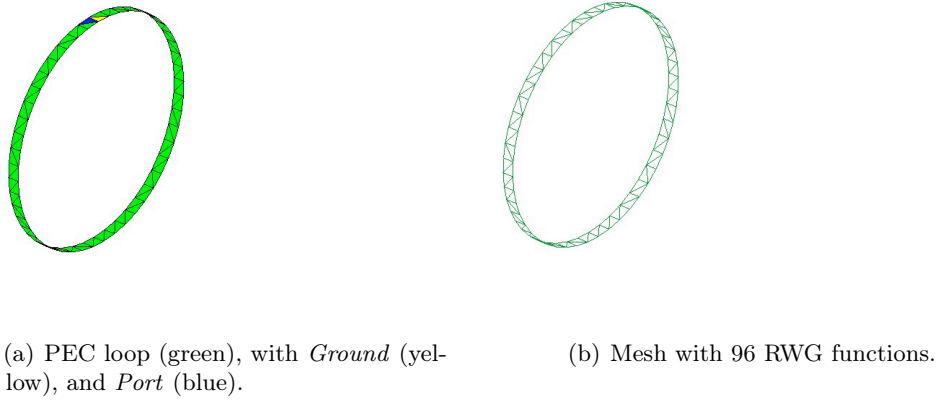 (a) PEC loop (green), with Ground (yel-
low), and Port (blue).
(b) Mesh with 96 RWG functions.